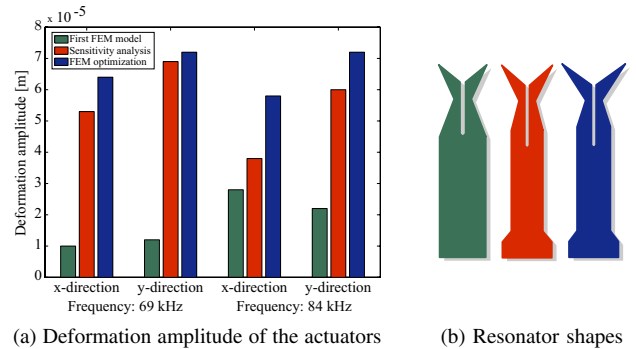 8 x 10^-5
First FEM model
Sensitivity analysis
FEM optimization
7
6
5
4
3
2
1
0
Deformation amplitude [m]
x-direction y-direction x-direction y-direction
Frequency: 69 kHz Frequency: 84 kHz
(a) Deformation amplitude of the actuators (b) Resonator shapes